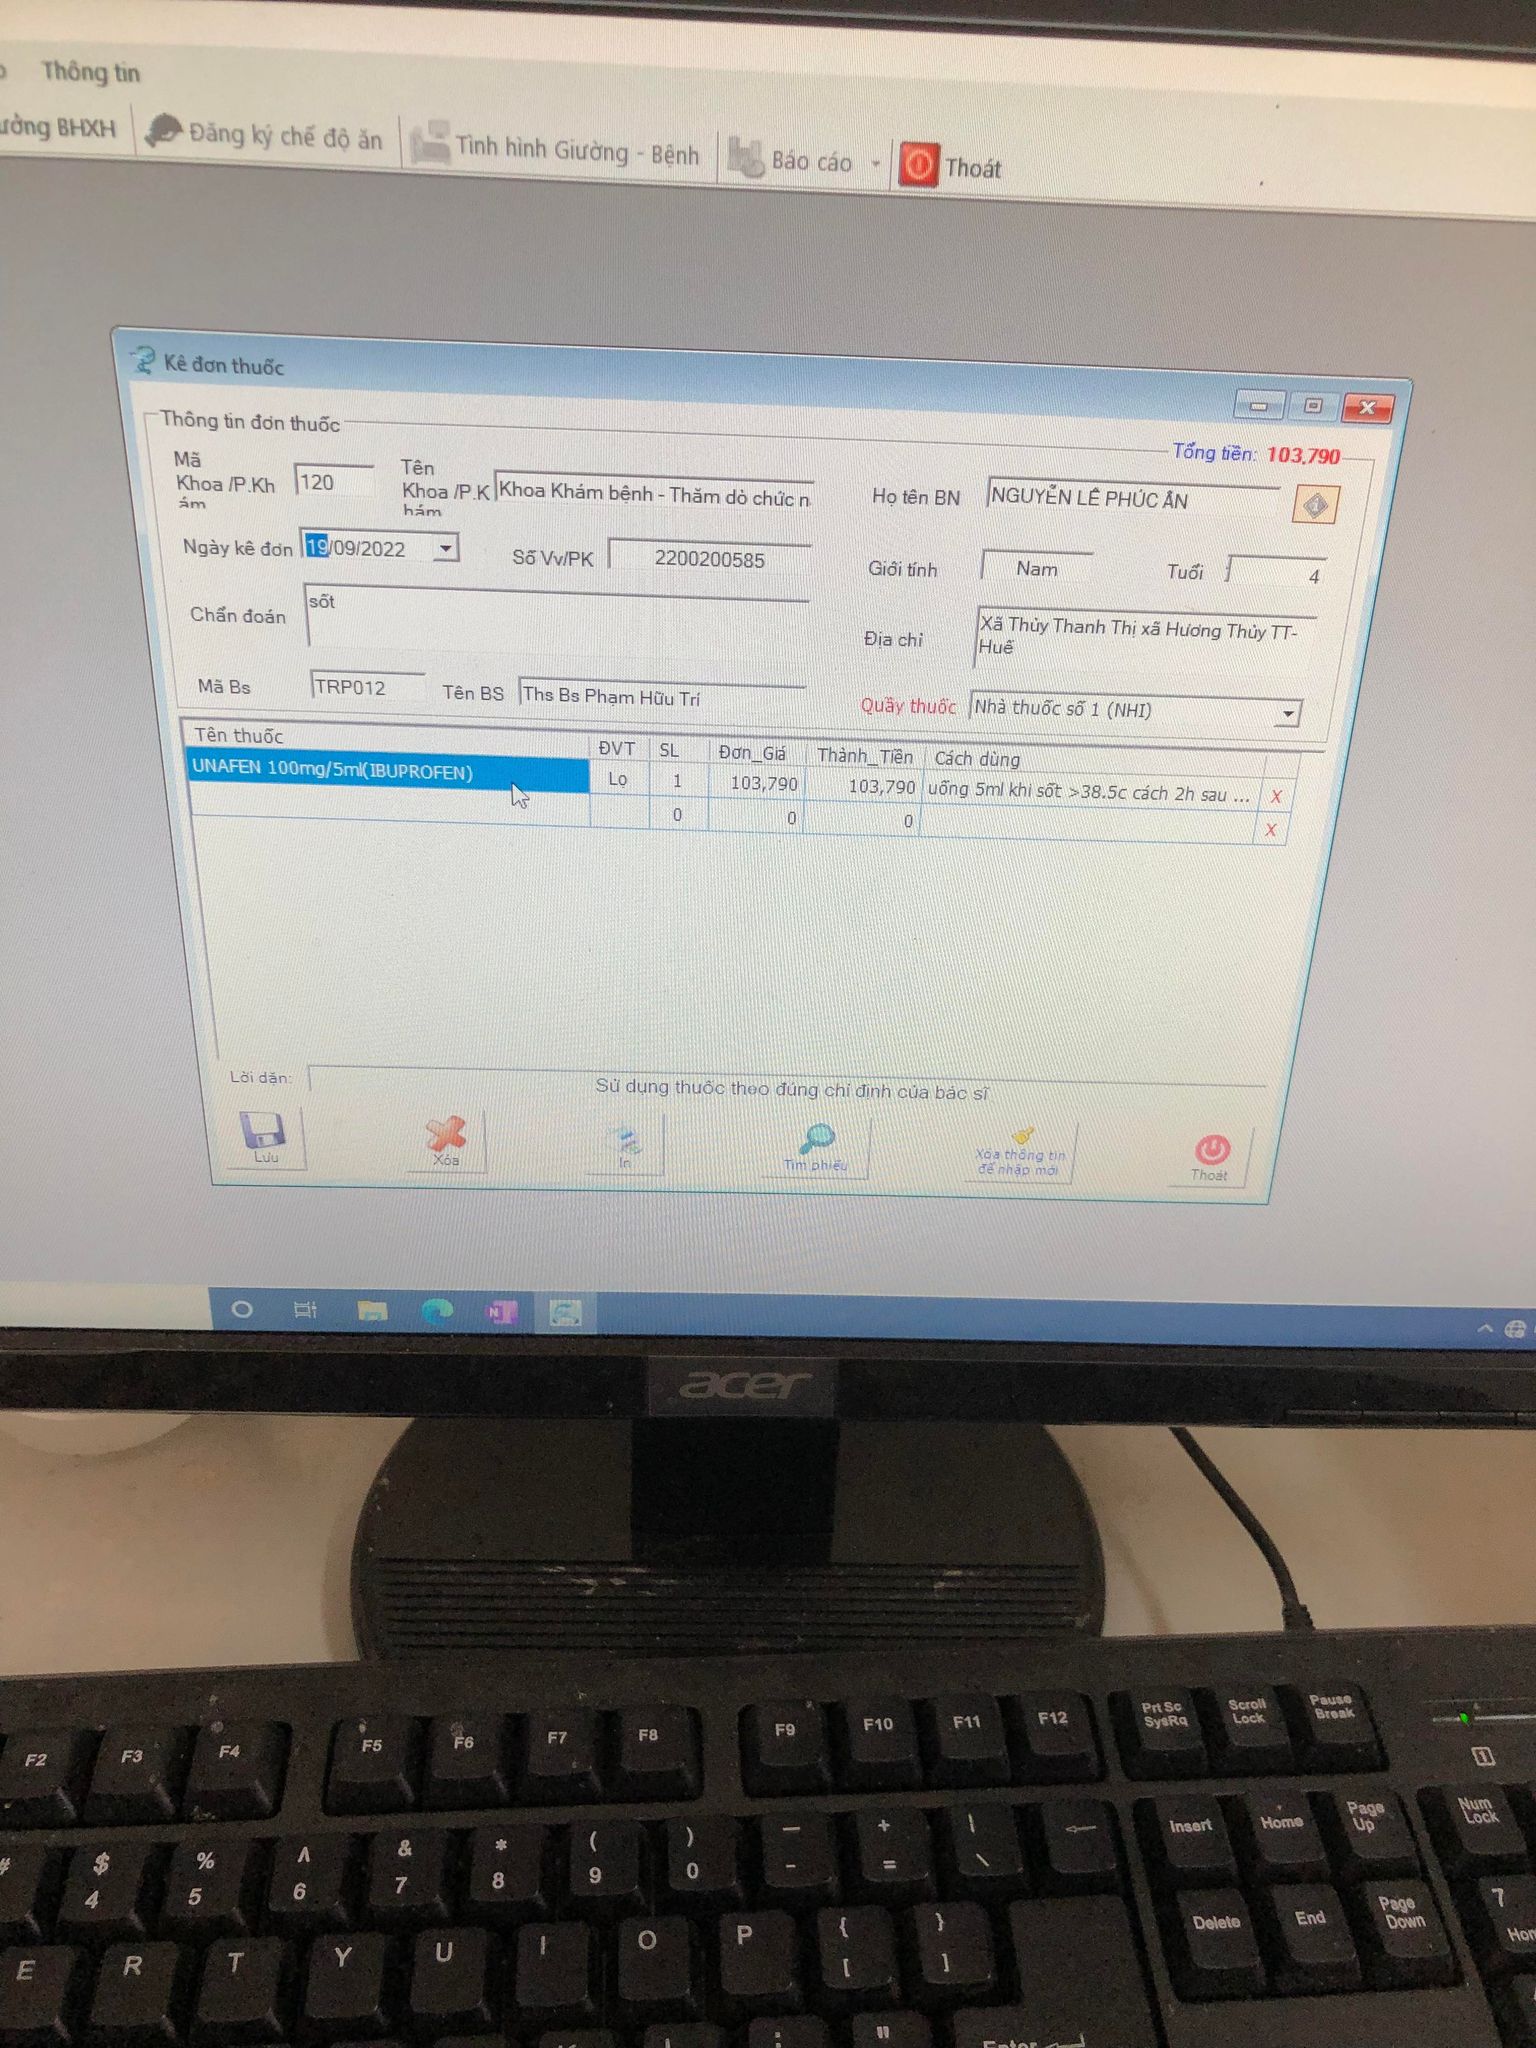 Thông tin
ưởng BHXH
Đăng ký chế độ ăn
Tình hình Giường - Bệnh
Báo cáo
Thoát
Kê đơn thuốc
Thông tin đơn thuốc
Tổng tiền: 103,790
Mã Khoa /P.Kh ám
120
Tên Khoa /P.K hám
Khoa Khám bệnh - Thăm dò chức n
Họ tên BN
NGUYỄN LÊ PHÚC ÂN
Ngày kê đơn
19/09/2022
Số Vv/PK
2200200585
Giới tính
Nam
Tuổi
4
Chẩn đoán
sốt
Địa chỉ
Xã Thủy Thanh Thị xã Hương Thủy TT-
Huế
Mã Bs
TRP012
Tên BS
Ths Bs Phạm Hữu Trí
Quầy thuốc
Nhà thuốc số 1 (NHI)
Tên thuốc ĐVT SL Đơn_Giá Thành_Tiền Cách dùng
UNAFEN 100mg/5ml(IBUPROFEN) Lọ 1 103,790 103,790 uống 5ml khi sốt >38.5c cách 2h sau ... X
0 0 0 X
Lời dặn:
Sử dụng thuốc theo đúng chỉ định của bác sĩ
Lưu
Xóa
In
Tìm phiếu
Xóa thông tin
để nhập mới
Thoát
acer
F2 F3 F4 F5 F6 F7 F8 F9 F10 F11 F12
Prt Sc
SysRq
Scroll
Lock
Pause
Break
1
# $ % ^ & * ( ) _ + |
4 5 6 7 8 9 0 - = \
Insert Home
Page
Up
Num
Lock
E R T Y U I O P { }
[ ]
Delete End
Page
Down
7
: "
Enter